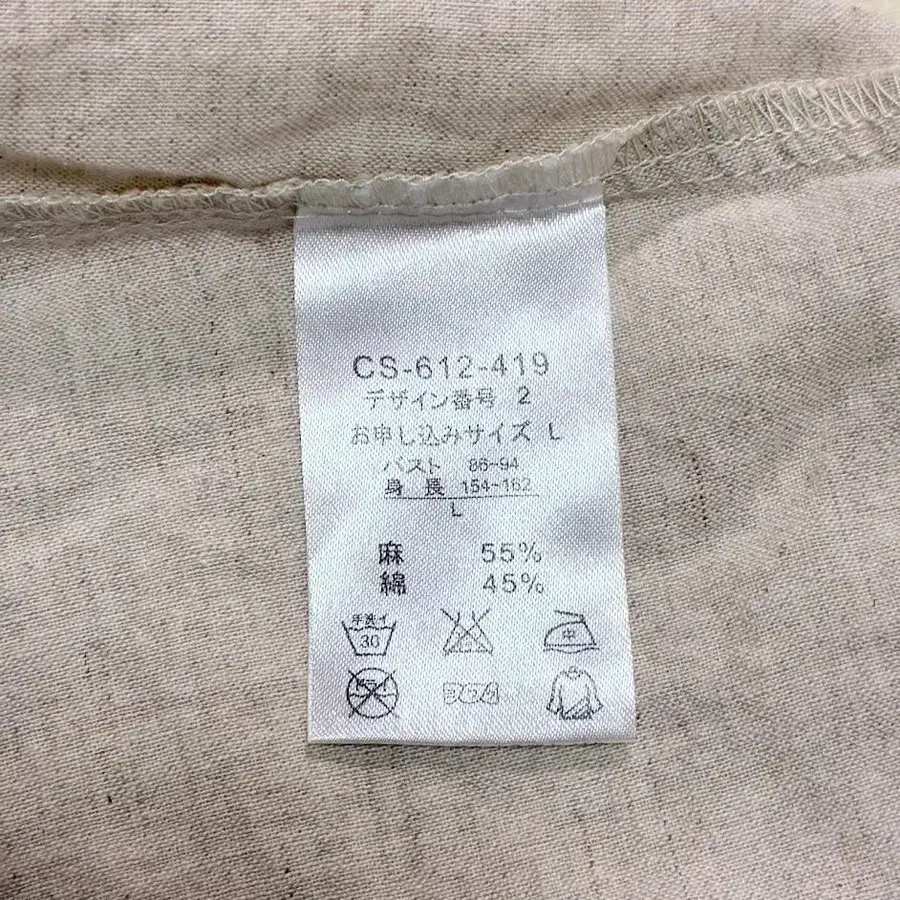 CS-612-419
デザイン番号 2
お申し込みサイズ L
バスト 86~94
身長 154~162
L
麻 55%
綿 45%
手洗イ
30
中